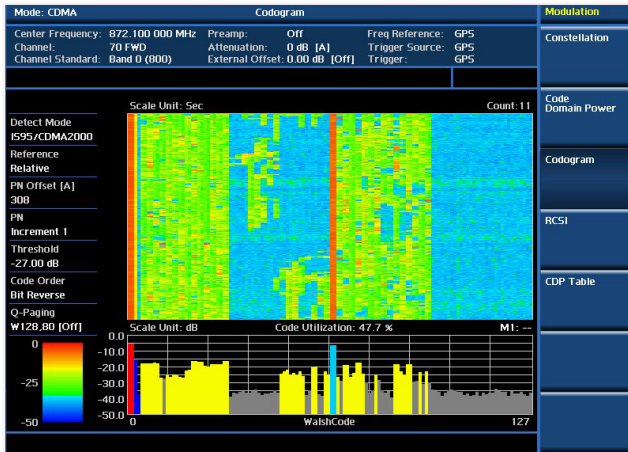 Mode: CDMA Codogram Modulation
Center Frequency: 872.100 000 MHz Preamp: Off Freq Reference: GPS
Channel: 70 FWD Attenuation: 0 dB [A] Trigger Source: GPS
Channel Standard: Band 0 (800) External Offset: 0.00 dB [Off] Trigger: GPS
Constellation
Code
Domain Power
Codogram
RCSI
CDP Table
Scale Unit: Sec Count:11
Detect Mode
IS95/CDMA2000
Reference
Relative
PN Offset [A]
308
PN
Increment 1
Threshold
-27.00 dB
Code Order
Bit Reverse
Q-Paging
W128,80 [Off]
0
-25
-50
Scale Unit: dB Code Utilization: 47.7 % M1: --
0.0
-10.0
-20.0
-30.0
-40.0
-50.0
0 WalshCode 127